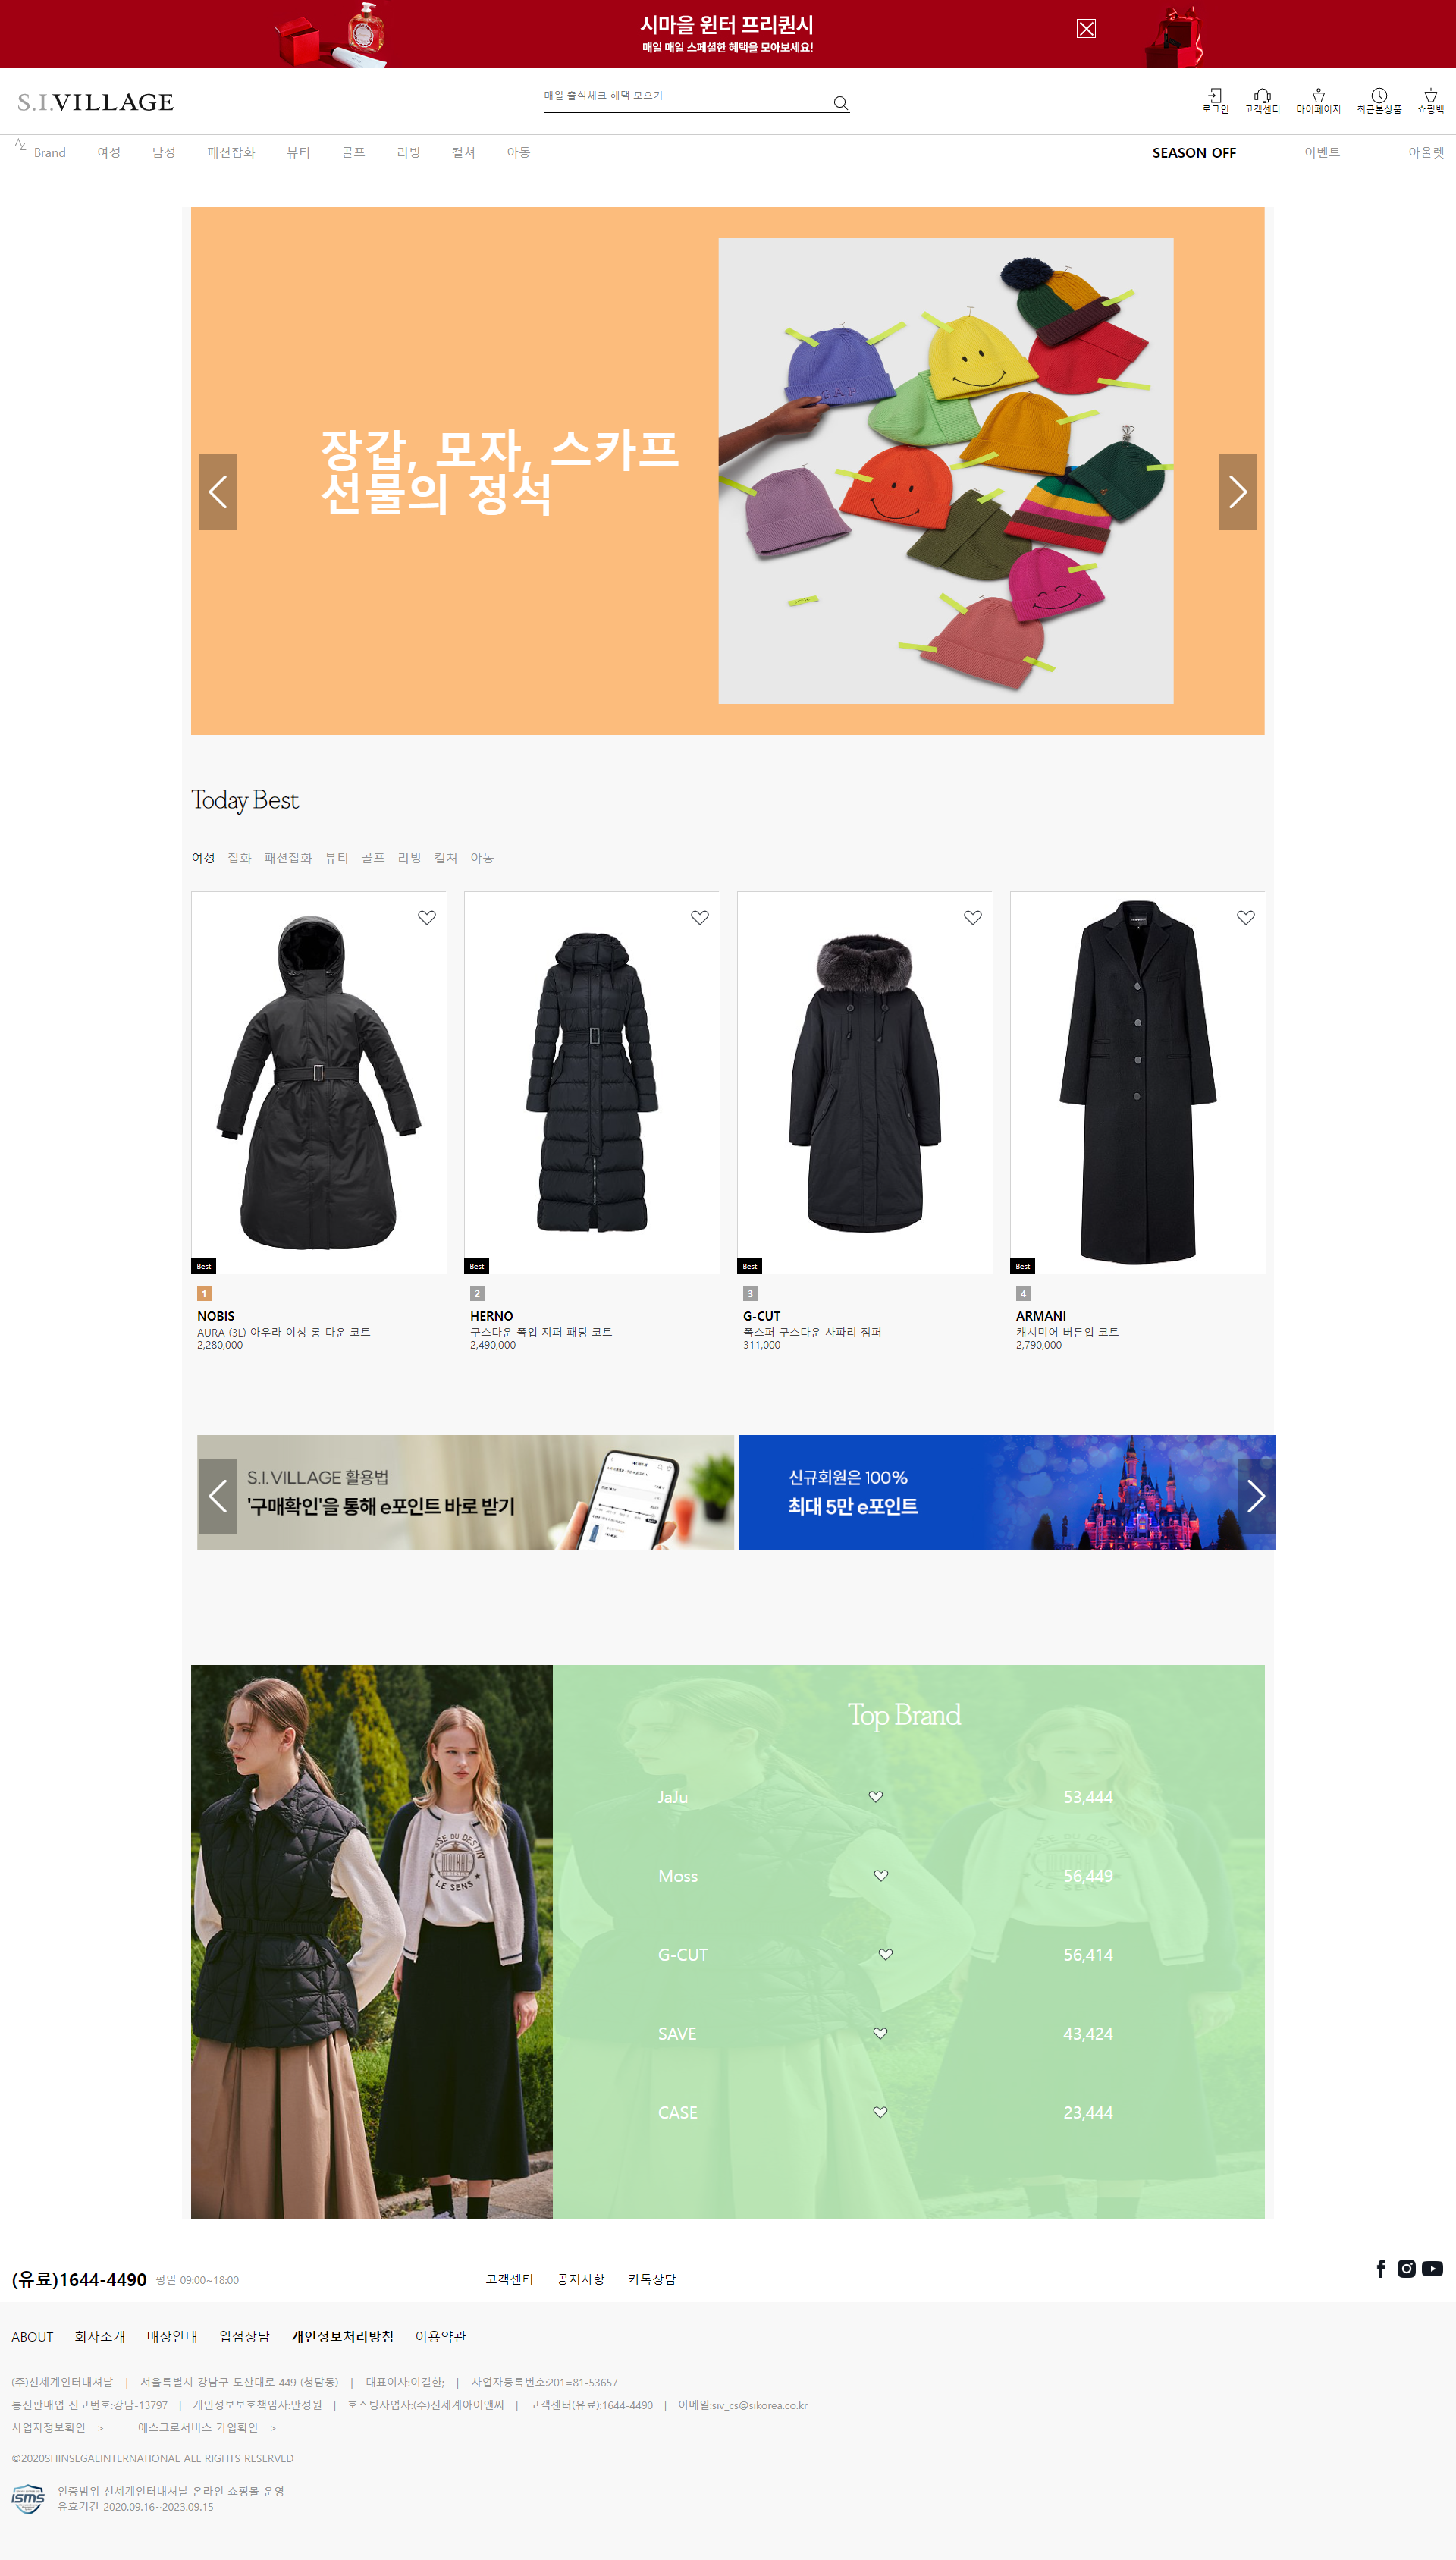 시마을 윈터 프리퀀시
매일 매일 스페셜한 혜택을 모아보세요!
S.I.VILLAGE
매일 출석체크 해택 모으기
로그인 고객센터 마이페이지 최근본상품 쇼핑백
AZ Brand 여성 남성 패션잡화 뷰티 골프 리빙 컬쳐 아동 SEASON OFF 이벤트 아울렛
장갑, 모자, 스카프
선물의 정석
GAP
Today Best
여성 잡화 패션잡화 뷰티 골프 리빙 컬쳐 아동
Best Best Best Best
1 2 3 4
NOBIS HERNO G-CUT ARMANI
AURA (3L) 아우라 여성 롱 다운 코트 구스다운 폭업 지퍼 패딩 코트 폭스퍼 구스다운 사파리 점퍼 캐시미어 버튼업 코트
2,280,000 2,490,000 311,000 2,790,000
S.I.VILLAGE 활용법
'구매확인'을 통해 e포인트 바로 받기
신규회원은 100%
최대 5만 e포인트
SSE DU DESTIN
MOIRAI
LE SENS
Top Brand
JaJu 53,444
Moss 56,449
G-CUT 56,414
SAVE 43,424
CASE 23,444
(유료)1644-4490 평일 09:00~18:00 고객센터 공지사항 카톡상담
ABOUT 회사소개 매장안내 입점상담 개인정보처리방침 이용약관
(주)신세계인터내셔날 | 서울특별시 강남구 도산대로 449 (청담동) | 대표이사:이길한; | 사업자등록번호:201=81-53657
통신판매업 신고번호:강남-13797 | 개인정보보호책임자:만성원 | 호스팅사업자:(주)신세계아이앤씨 | 고객센터(유료):1644-4490 | 이메일:siv_cs@sikorea.co.kr
사업자정보확인 > 에스크로서비스 가입확인 >
©2020SHINSEGAEINTERNATIONAL ALL RIGHTS RESERVED
ISMS 인증범위 신세계인터내셔날 온라인 쇼핑몰 운영
유효기간 2020.09.16~2023.09.15